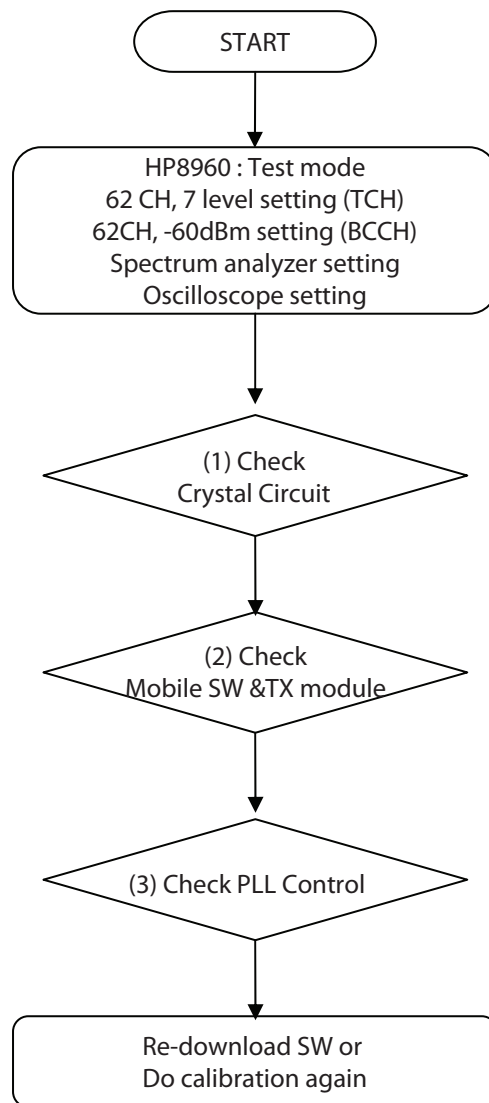 START
HP8960 : Test mode
62 CH, 7 level setting (TCH)
62CH, -60dBm setting (BCCH)
Spectrum analyzer setting
Oscilloscope setting
(1) Check
Crystal Circuit
(2) Check
Mobile SW &TX module
(3) Check PLL Control
Re-download SW or
Do calibration again